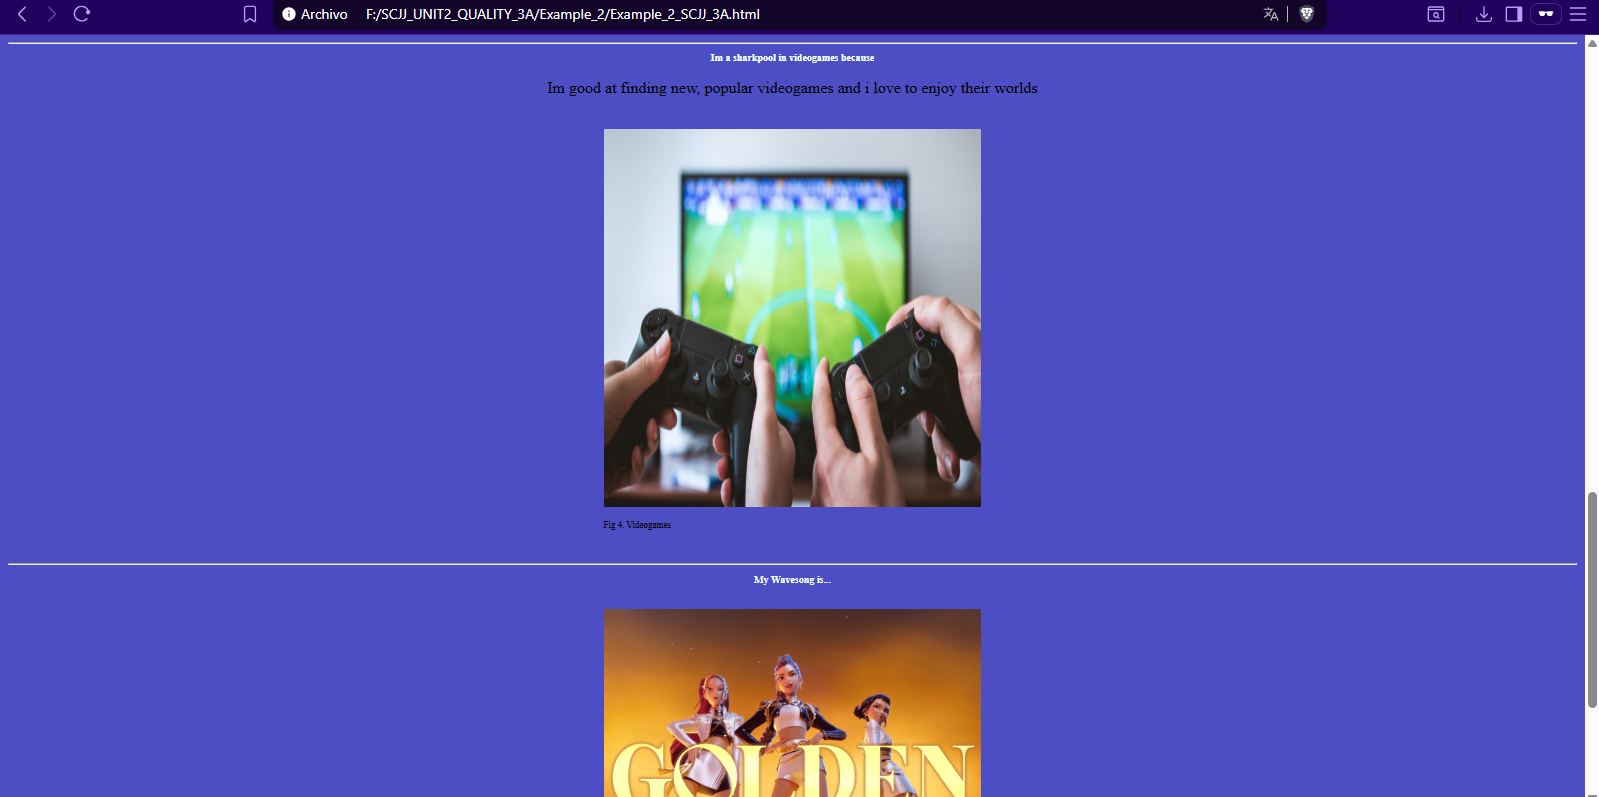 Archivo F:/SCJJ_UNIT2_QUALITY_3A/Example_2/Example_2_SCJJ_3A.html
Im a sharkpool in videogames because
Im good at finding new, popular videogames and i love to enjoy their worlds
Fig 4. Videogames
My Wavesong is...
GOLDEN